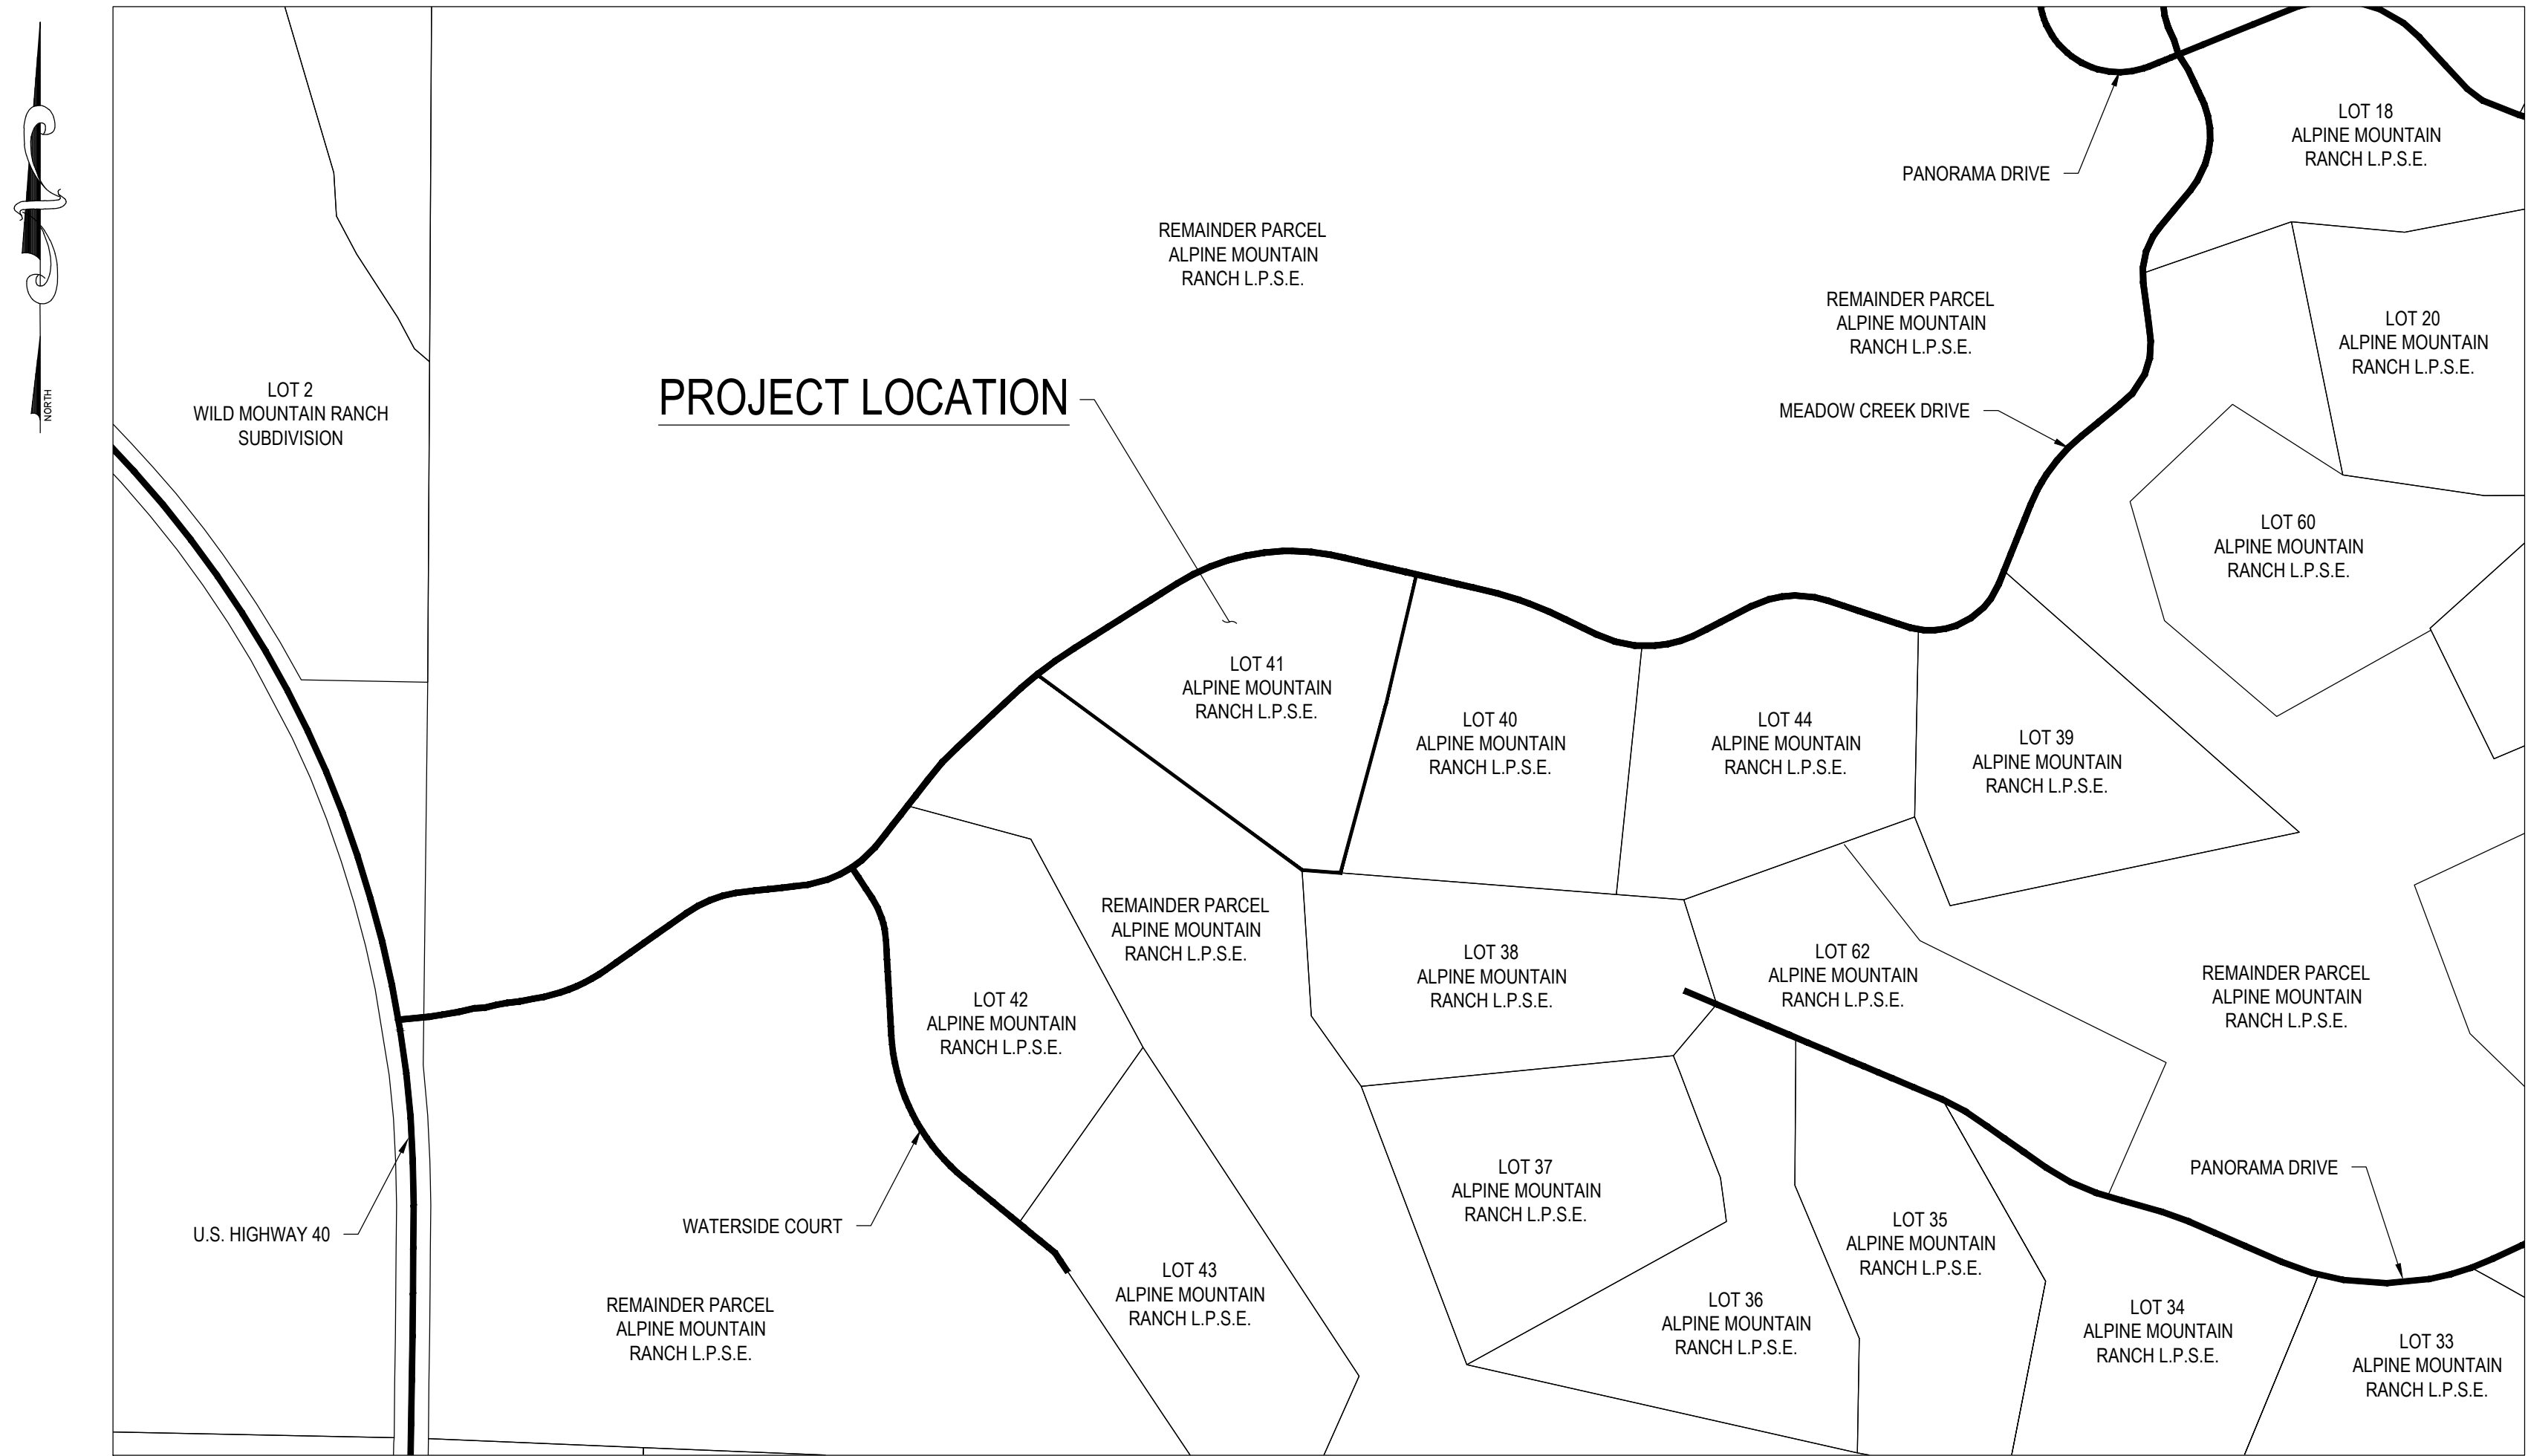 LOT 18
ALPINE MOUNTAIN
RANCH L.P.S.E.
PANORAMA DRIVE
REMAINDER PARCEL
ALPINE MOUNTAIN
RANCH L.P.S.E.
REMAINDER PARCEL
ALPINE MOUNTAIN
RANCH L.P.S.E.
LOT 20
ALPINE MOUNTAIN
RANCH L.P.S.E.
NORTH
LOT 2
WILD MOUNTAIN RANCH
SUBDIVISION
PROJECT LOCATION
MEADOW CREEK DRIVE
LOT 60
ALPINE MOUNTAIN
RANCH L.P.S.E.
LOT 41
ALPINE MOUNTAIN
RANCH L.P.S.E.
LOT 40
ALPINE MOUNTAIN
RANCH L.P.S.E.
LOT 44
ALPINE MOUNTAIN
RANCH L.P.S.E.
LOT 39
ALPINE MOUNTAIN
RANCH L.P.S.E.
REMAINDER PARCEL
ALPINE MOUNTAIN
RANCH L.P.S.E.
LOT 38
ALPINE MOUNTAIN
RANCH L.P.S.E.
LOT 62
ALPINE MOUNTAIN
RANCH L.P.S.E.
REMAINDER PARCEL
ALPINE MOUNTAIN
RANCH L.P.S.E.
LOT 42
ALPINE MOUNTAIN
RANCH L.P.S.E.
LOT 37
ALPINE MOUNTAIN
RANCH L.P.S.E.
PANORAMA DRIVE
U.S. HIGHWAY 40
WATERSIDE COURT
LOT 35
ALPINE MOUNTAIN
RANCH L.P.S.E.
LOT 43
ALPINE MOUNTAIN
RANCH L.P.S.E.
REMAINDER PARCEL
ALPINE MOUNTAIN
RANCH L.P.S.E.
LOT 36
ALPINE MOUNTAIN
RANCH L.P.S.E.
LOT 34
ALPINE MOUNTAIN
RANCH L.P.S.E.
LOT 33
ALPINE MOUNTAIN
RANCH L.P.S.E.